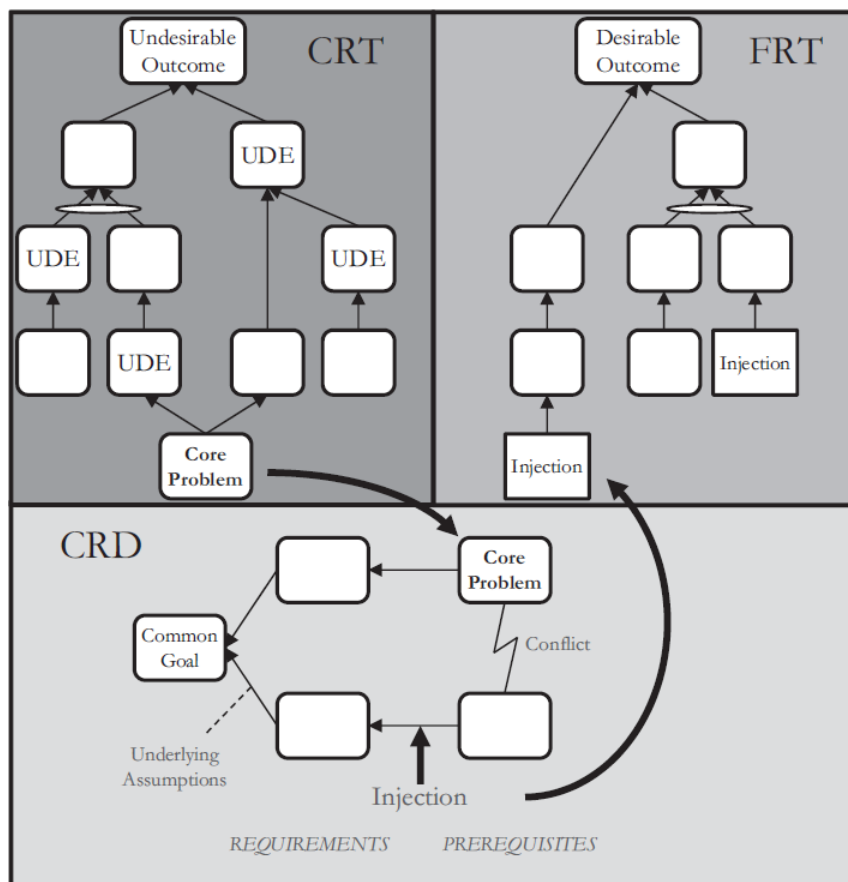 Undesirable
Outcome
CRT
UDE
UDE
UDE
UDE
Core
Problem
Desirable
Outcome
FRT
Injection
Injection
CRD
Core
Problem
Common
Goal
Conflict
Underlying
Assumptions
Injection
REQUIREMENTS
PREREQUISITES